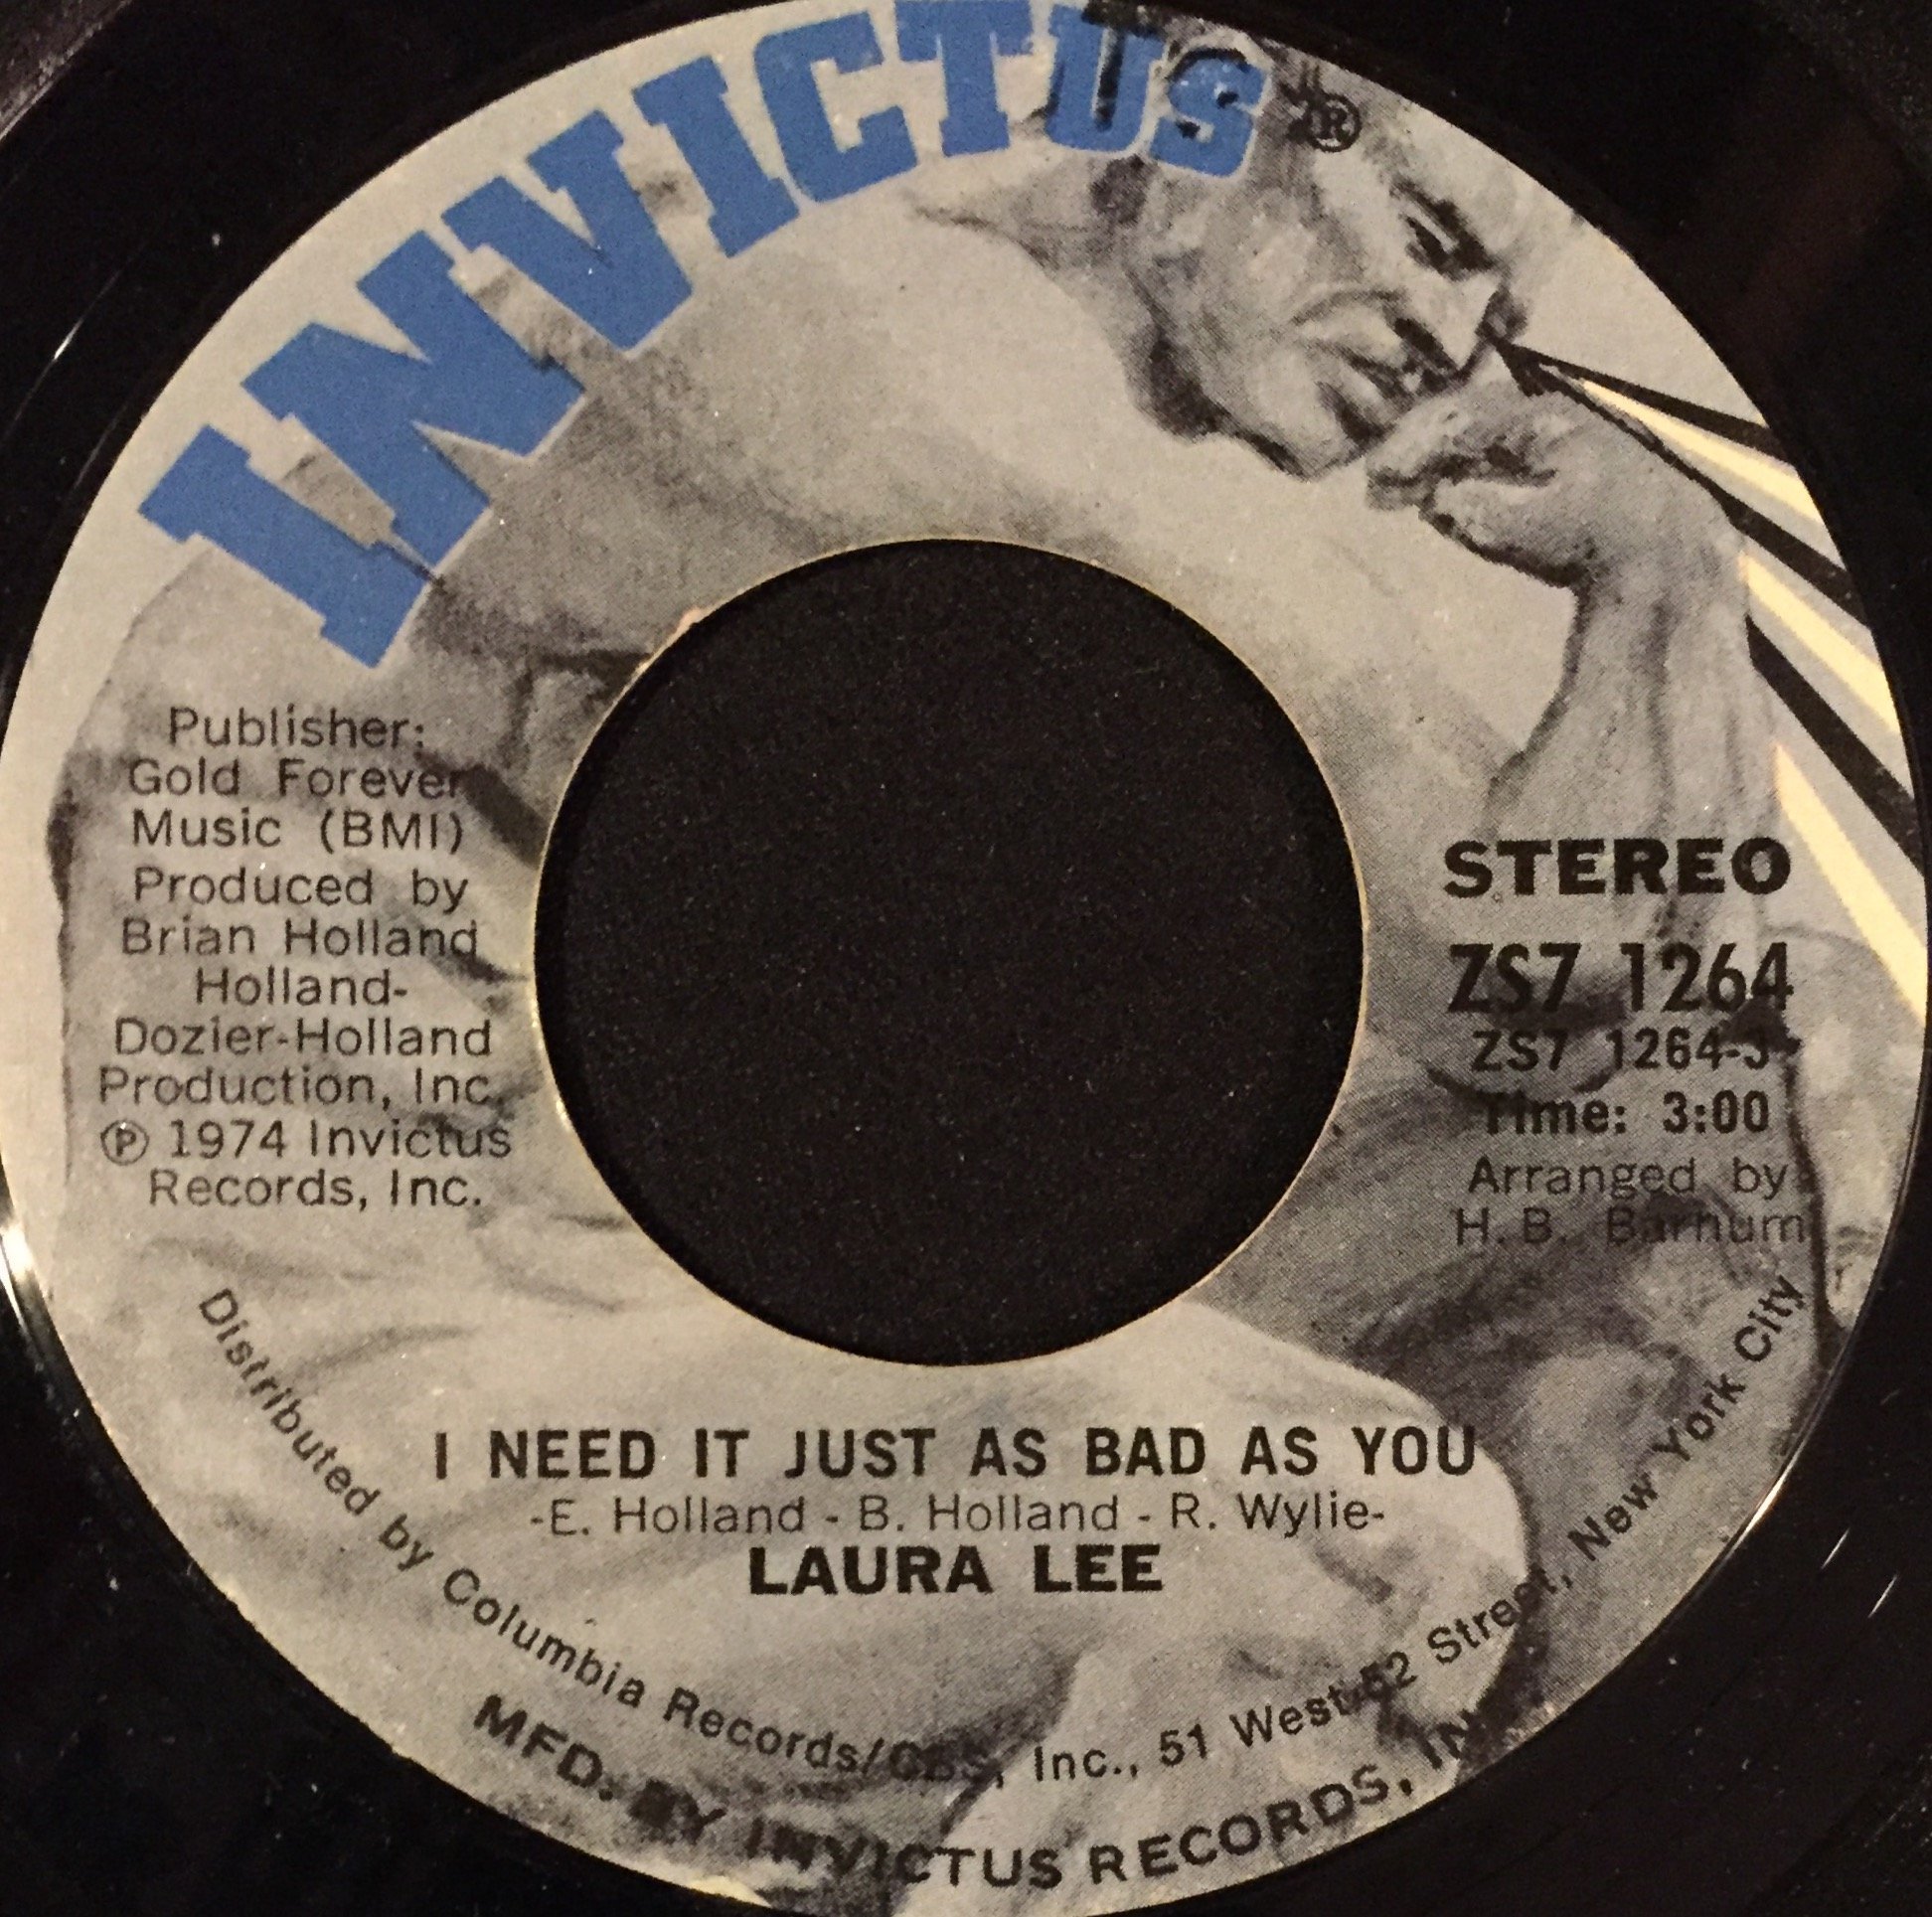 INVICTUS®
Publisher:
Gold Forever
Music (BMI)
Produced by
Brian Holland
Holland-
Dozier-Holland
Production, Inc.
℗ 1974 Invictus
Records, Inc.
STEREO
ZS7 1264
ZS7 1264-3
Time: 3:00
Arranged by
H. B. Barnum
I NEED IT JUST AS BAD AS YOU
-E. Holland - B. Holland - R. Wylie-
LAURA LEE
Distributed by Columbia Records/CBS, Inc., 51 West 52 Street, New York City
MFD. BY INVICTUS RECORDS,